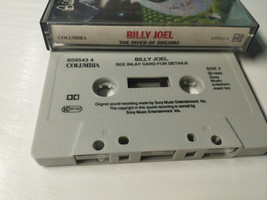 BILLY JOEL
COLUMBIA
THE RIVER OF DREAMS
659543 4
COLUMBIA
BILLY JOEL
SEE INLAY CARD FOR DETAILS
SIDE 2
Original sound recording made by Sony Music Entertainment Inc.
The copyright in this sound recording is owned by
Sony Music Entertainment Inc.